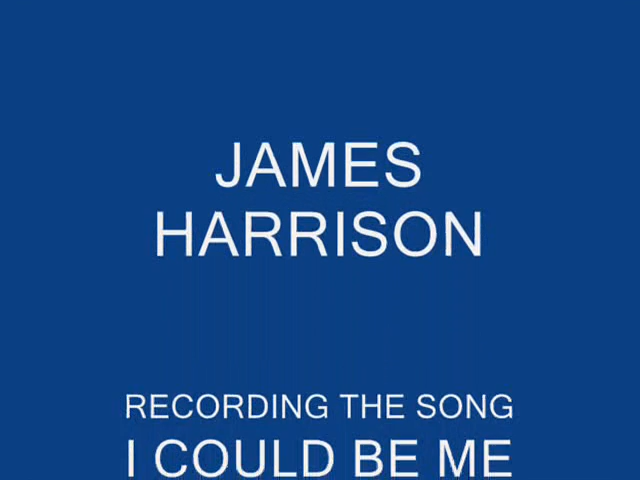 JAMES
HARRISON
RECORDING THE SONG
I COULD BE ME